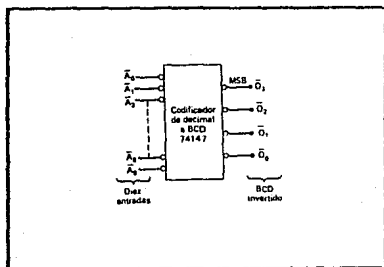 Ā₀
Ā₁
Ā₂
Ā₈
Ā₉
Codificador
de decimal
a BCD
74147
MSB
Ō₃
Ō₂
Ō₁
Ō₀
Diez
entradas
BCD
invertido